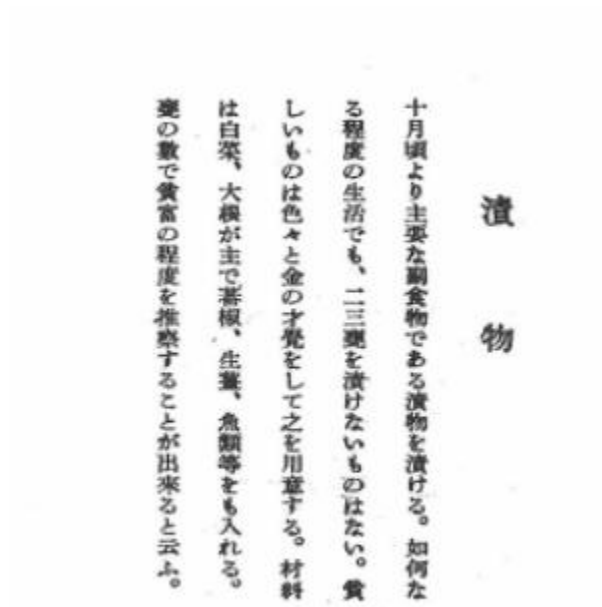 漬物
十月頃より主要な副食物である漬物を漬ける。如何な
る程度の生活でも、二三甕を漬けないものはない。貧
しいものは色々と金の才覺をして之を用意する。材料
は白菜、大根が主で蕃椒、生薑、魚類等をも入れる。
甕の數で貧富の程度を推察することが出來ると云ふ。